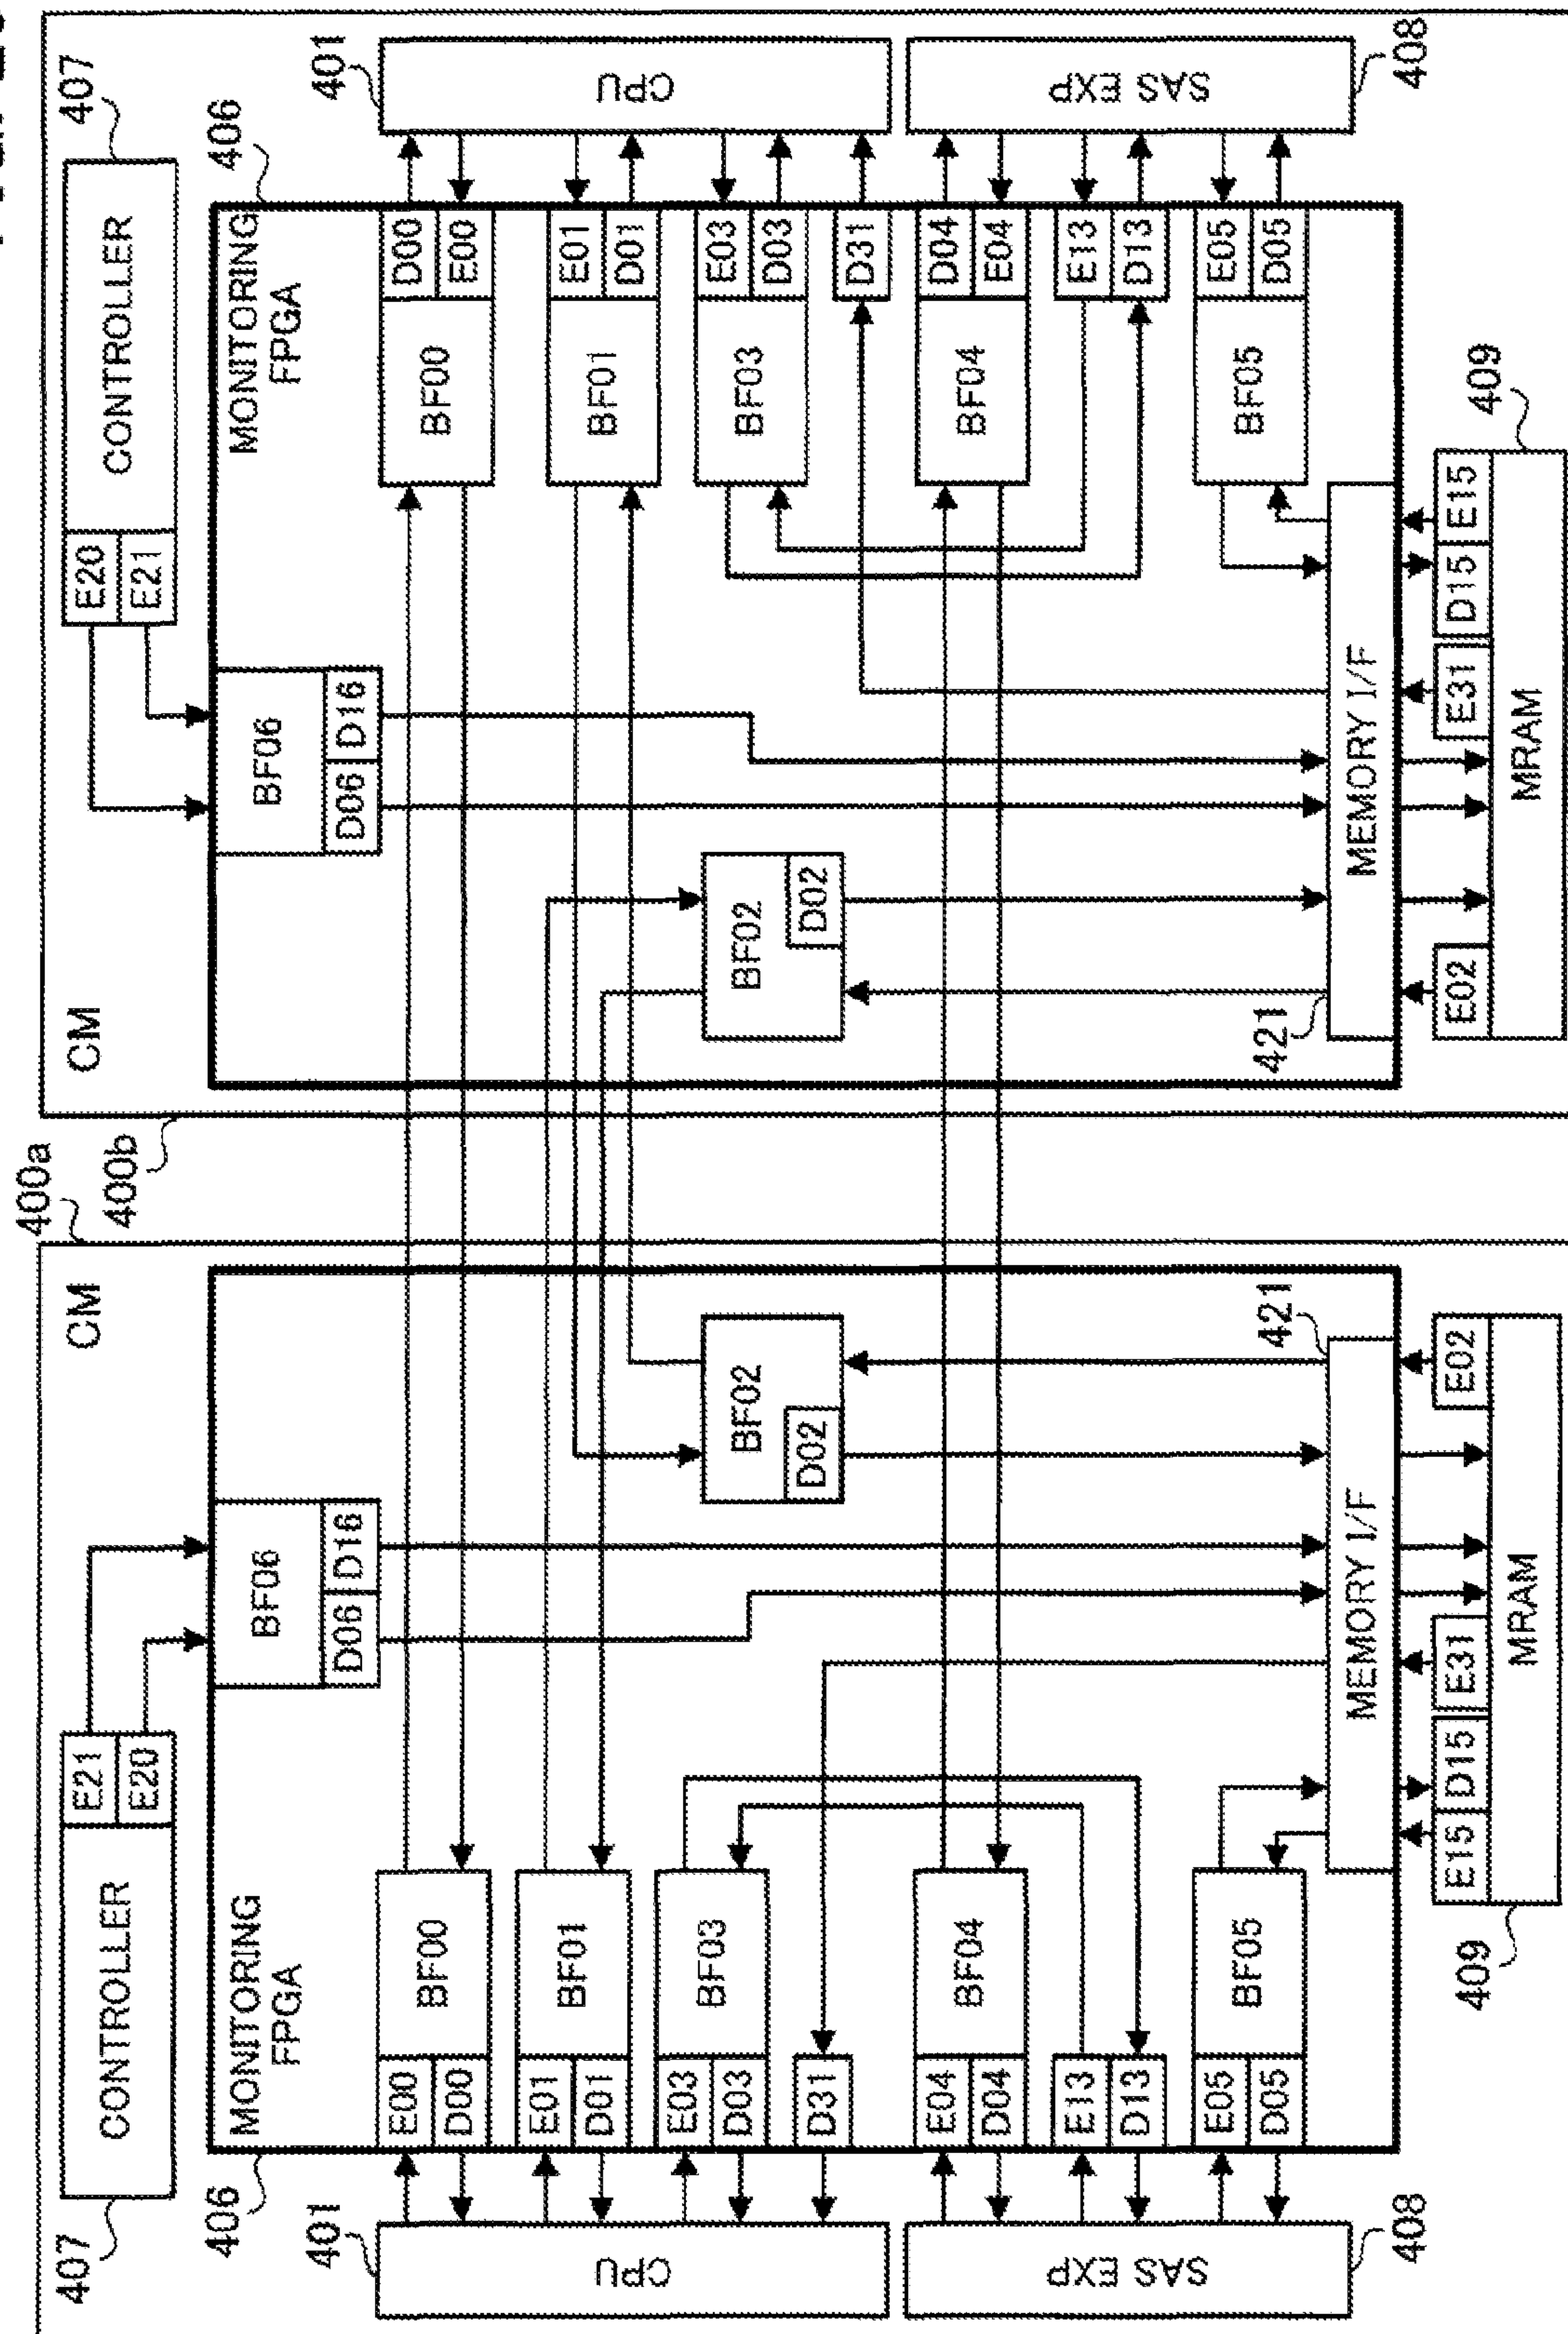 400a
CM
407
CONTROLLER
E21
E20
406
MONITORING
FPGA
BF06
D06
D16
401
CPU
E00
D00
BF00
E01
D01
BF01
E03
D03
BF03
D31
BF02
D02
408
SAS EXP
E04
D04
BF04
E13
D13
E05
D05
BF05
421
MEMORY I/F
409
E15
D15
E31
E02
MRAM
400b
CM
407
CONTROLLER
E20
E21
406
MONITORING
FPGA
BF06
D06
D16
401
CPU
BF00
D00
E00
BF01
E01
D01
BF03
E03
D03
D31
BF02
D02
408
SAS EXP
BF04
D04
E04
E13
D13
BF05
E05
D05
421
MEMORY I/F
409
E02
E31
D15
E15
MRAM